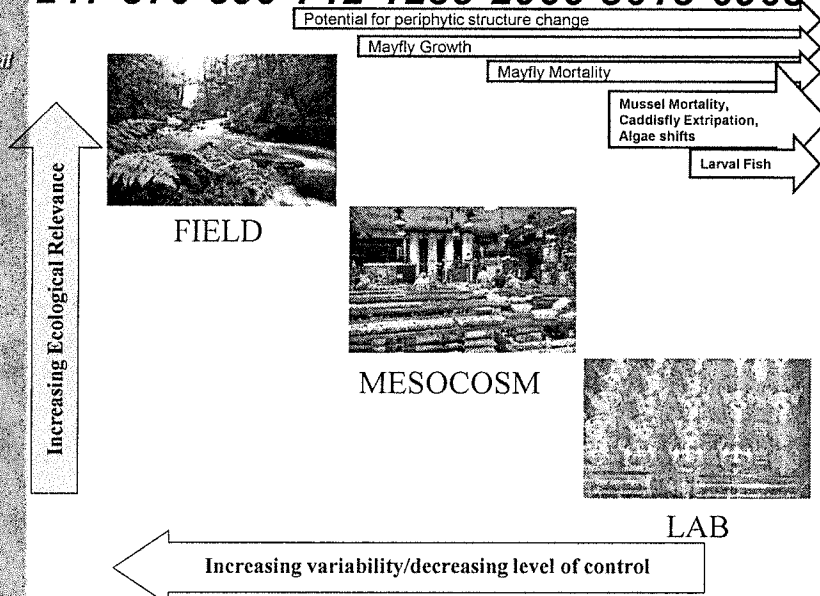 Potential for periphytic structure change
Mayfly Growth
Mayfly Mortality
Mussel Mortality,
Caddisfly Extripation,
Algae shifts
Larval Fish
FIELD
MESOCOSM
LAB
Increasing Ecological Relevance
Increasing variability/decreasing level of control